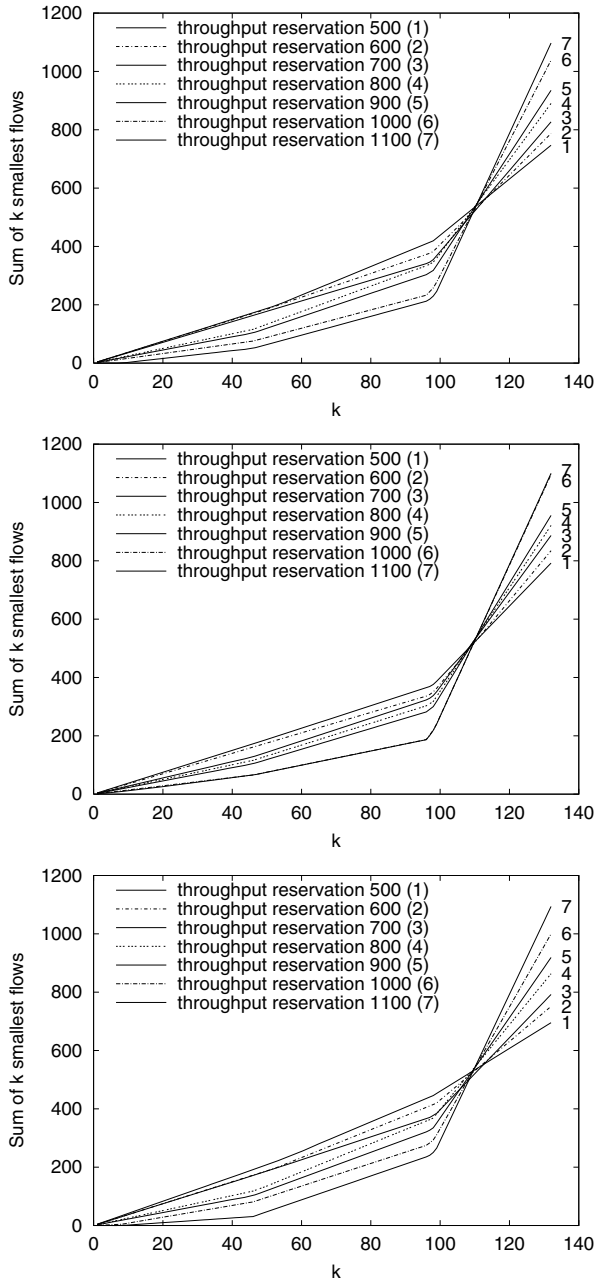 1200
1000
800
600
400
200
0
Sum of k smallest flows
throughput reservation 500 (1)
throughput reservation 600 (2)
throughput reservation 700 (3)
throughput reservation 800 (4)
throughput reservation 900 (5)
throughput reservation 1000 (6)
throughput reservation 1100 (7)
7
6
5
4
3
2
1
0 20 40 60 80 100 120 140
k
1200
1000
800
600
400
200
0
Sum of k smallest flows
throughput reservation 500 (1)
throughput reservation 600 (2)
throughput reservation 700 (3)
throughput reservation 800 (4)
throughput reservation 900 (5)
throughput reservation 1000 (6)
throughput reservation 1100 (7)
7
6
5
4
3
2
1
0 20 40 60 80 100 120 140
k
1200
1000
800
600
400
200
0
Sum of k smallest flows
throughput reservation 500 (1)
throughput reservation 600 (2)
throughput reservation 700 (3)
throughput reservation 800 (4)
throughput reservation 900 (5)
throughput reservation 1000 (6)
throughput reservation 1100 (7)
7
6
5
4
3
2
1
0 20 40 60 80 100 120 140
k